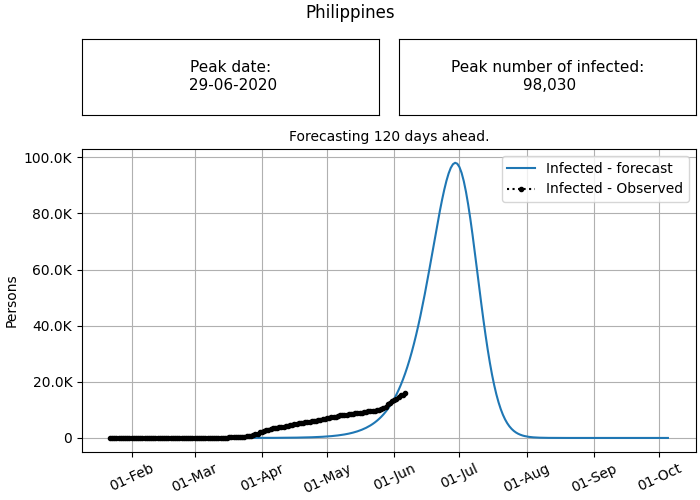 Philippines
Peak date:
29-06-2020
Peak number of infected:
98,030
Forecasting 120 days ahead.
100.0K
80.0K
60.0K
40.0K
20.0K
0
Persons
Infected - forecast
Infected - Observed
01-Feb
01-Mar
01-Apr
01-May
01-Jun
01-Jul
01-Aug
01-Sep
01-Oct